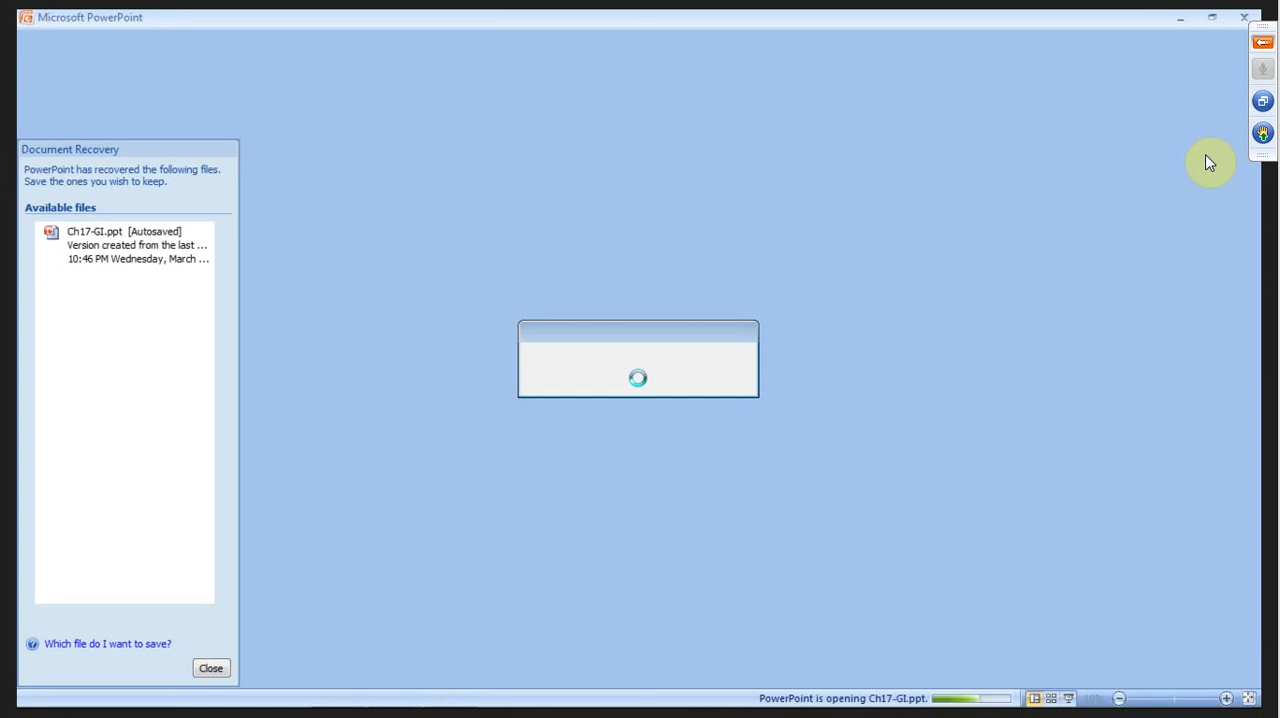 Microsoft PowerPoint
Document Recovery
PowerPoint has recovered the following files.
Save the ones you wish to keep.
Available files
Ch17-GI.ppt [Autosaved]
Version created from the last ...
10:46 PM Wednesday, March ...
Which file do I want to save?
Close
PowerPoint is opening Ch17-GI.ppt.